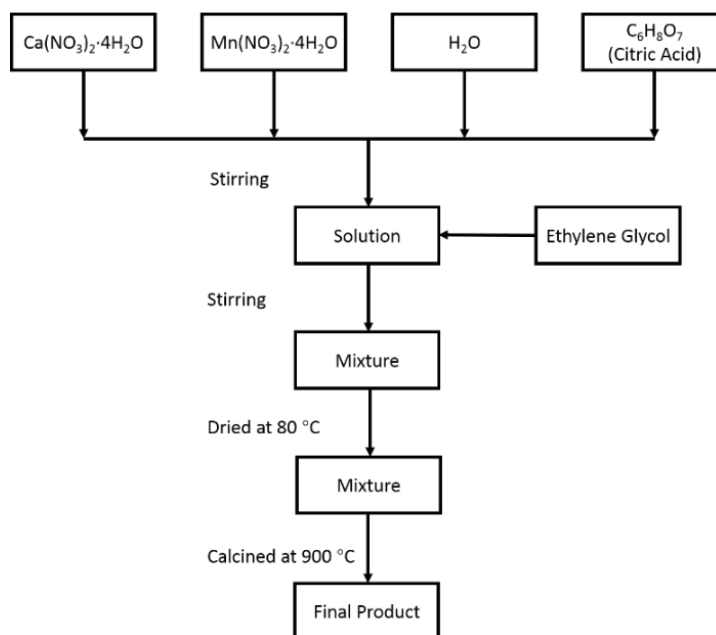 Ca(NO₃)₂·4H₂O
Mn(NO₃)₂·4H₂O
H₂O
C₆H₈O₇
(Citric Acid)
Stirring
Solution
Ethylene Glycol
Stirring
Mixture
Dried at 80 °C
Mixture
Calcined at 900 °C
Final Product